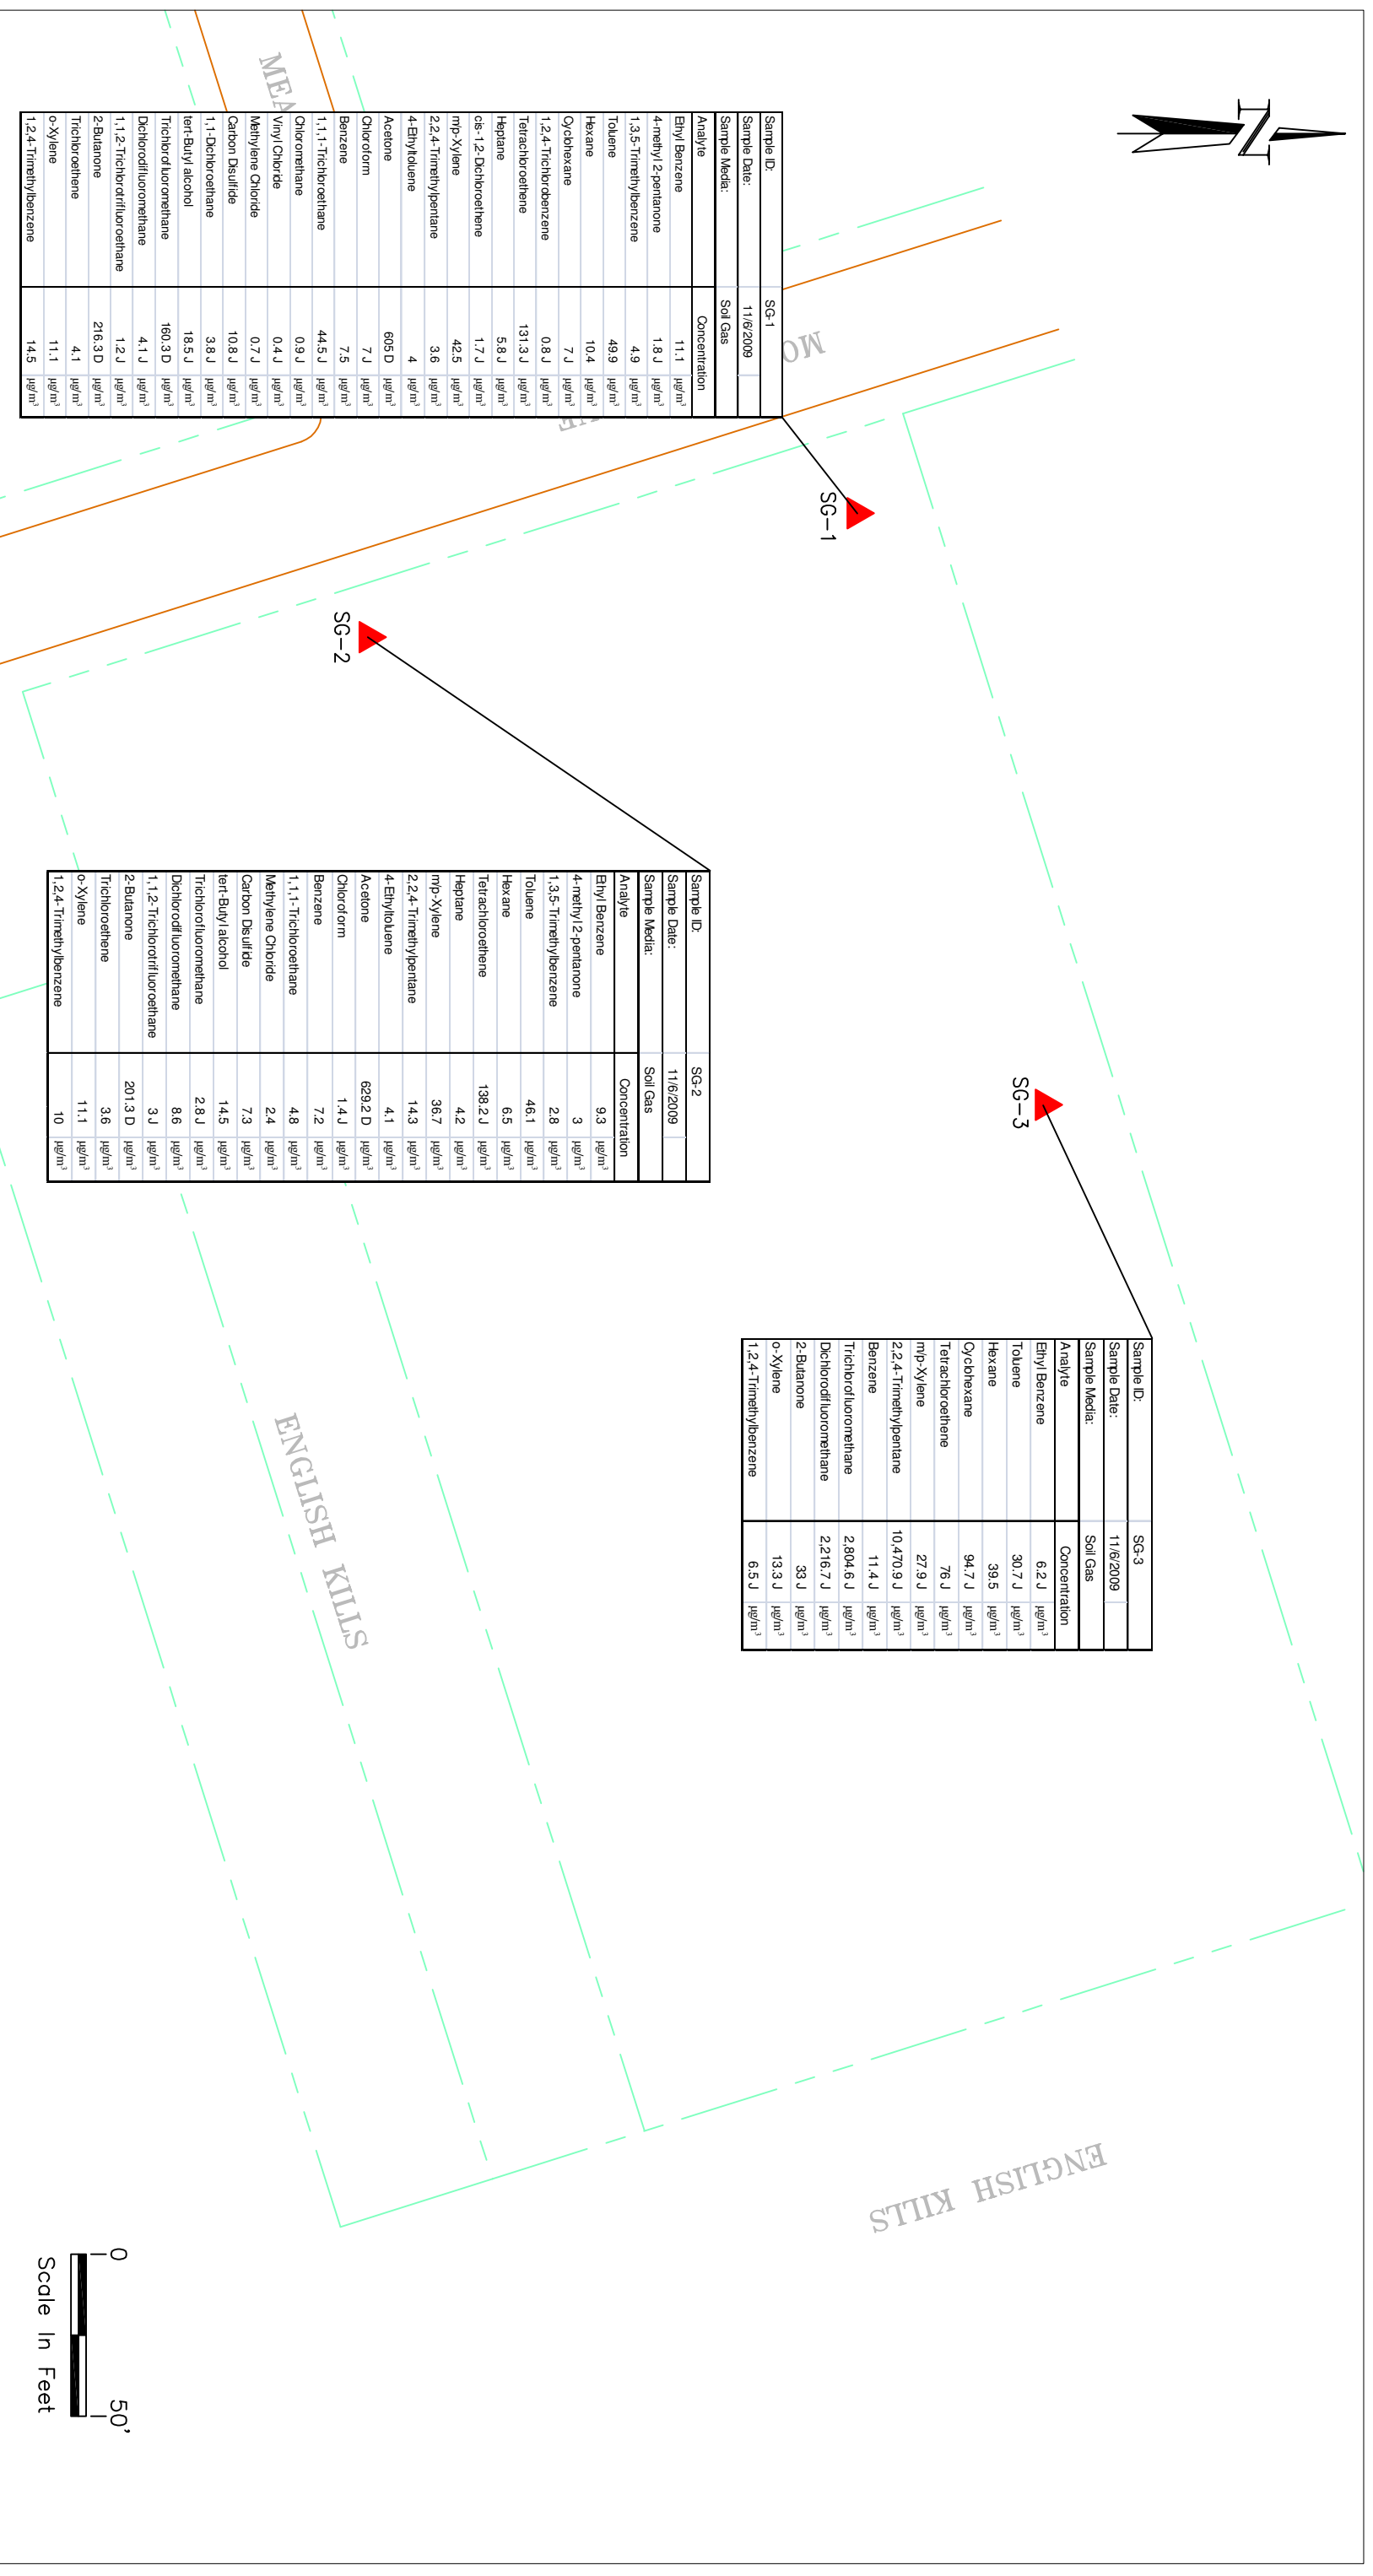 MEA
MO
VE
Sample ID: SG-1
Sample Date: 11/6/2009
Sample Media: Soil Gas
Analyte Concentration
Ethyl Benzene 11.1 µg/m³
4-methyl 2-pentanone 1.8 J µg/m³
1,3,5-Trimethylbenzene 4.9 µg/m³
Toluene 49.9 µg/m³
Hexane 10.4 µg/m³
Cyclohexane 7 J µg/m³
1,2,4-Trichlorobenzene 0.8 J µg/m³
Tetrachloroethene 131.3 J µg/m³
Heptane 5.8 J µg/m³
cis-1,2-Dichloroethene 1.7 J µg/m³
m/p-Xylene 42.5 µg/m³
2,2,4-Trimethylpentane 3.6 µg/m³
4-Ethyltoluene 4 µg/m³
Acetone 605 D µg/m³
Chloroform 7 J µg/m³
Benzene 7.5 µg/m³
1,1,1-Trichloroethane 44.5 J µg/m³
Chloromethane 0.9 J µg/m³
Vinyl Chloride 0.4 J µg/m³
Methylene Chloride 0.7 J µg/m³
Carbon Disulfide 10.8 J µg/m³
1,1-Dichloroethane 3.8 J µg/m³
tert-Butyl alcohol 18.5 J µg/m³
Trichlorofluoromethane 160.3 D µg/m³
Dichlorodifluoromethane 4.1 J µg/m³
1,1,2-Trichlorotrifluoroethane 1.2 J µg/m³
2-Butanone 216.3 D µg/m³
Trichloroethene 4.1 µg/m³
o-Xylene 11.1 µg/m³
1,2,4-Trimethylbenzene 14.5 µg/m³
SG-1
SG-2
Sample ID: SG-2
Sample Date: 11/6/2009
Sample Media: Soil Gas
Analyte Concentration
Ethyl Benzene 9.3 µg/m³
4-methyl 2-pentanone 3 µg/m³
1,3,5-Trimethylbenzene 2.8 µg/m³
Toluene 46.1 µg/m³
Hexane 6.5 µg/m³
Tetrachloroethene 138.2 J µg/m³
Heptane 4.2 µg/m³
m/p-Xylene 36.7 µg/m³
2,2,4-Trimethylpentane 14.3 µg/m³
4-Ethyltoluene 4.1 µg/m³
Acetone 629.2 D µg/m³
Chloroform 1.4 J µg/m³
Benzene 7.2 µg/m³
1,1,1-Trichloroethane 4.8 µg/m³
Methylene Chloride 2.4 µg/m³
Carbon Disulfide 7.3 µg/m³
tert-Butyl alcohol 14.5 µg/m³
Trichlorofluoromethane 2.8 J µg/m³
Dichlorodifluoromethane 8.6 µg/m³
1,1,2-Trichlorotrifluoroethane 3 J µg/m³
2-Butanone 201.3 D µg/m³
Trichloroethene 3.6 µg/m³
o-Xylene 11.1 µg/m³
1,2,4-Trimethylbenzene 10 µg/m³
SG-3
Sample ID: SG-3
Sample Date: 11/6/2009
Sample Media: Soil Gas
Analyte Concentration
Ethyl Benzene 6.2 J µg/m³
Toluene 30.7 J µg/m³
Hexane 39.5 µg/m³
Cyclohexane 94.7 J µg/m³
Tetrachloroethene 76 J µg/m³
m/p-Xylene 27.9 J µg/m³
2,2,4-Trimethylpentane 10,470.9 J µg/m³
Benzene 11.4 J µg/m³
Trichlorofluoromethane 2,804.6 J µg/m³
Dichlorodifluoromethane 2,216.7 J µg/m³
2-Butanone 33 J µg/m³
o-Xylene 13.3 J µg/m³
1,2,4-Trimethylbenzene 6.5 J µg/m³
ENGLISH KILLS
ENGLISH KILLS
0 50'
Scale In Feet